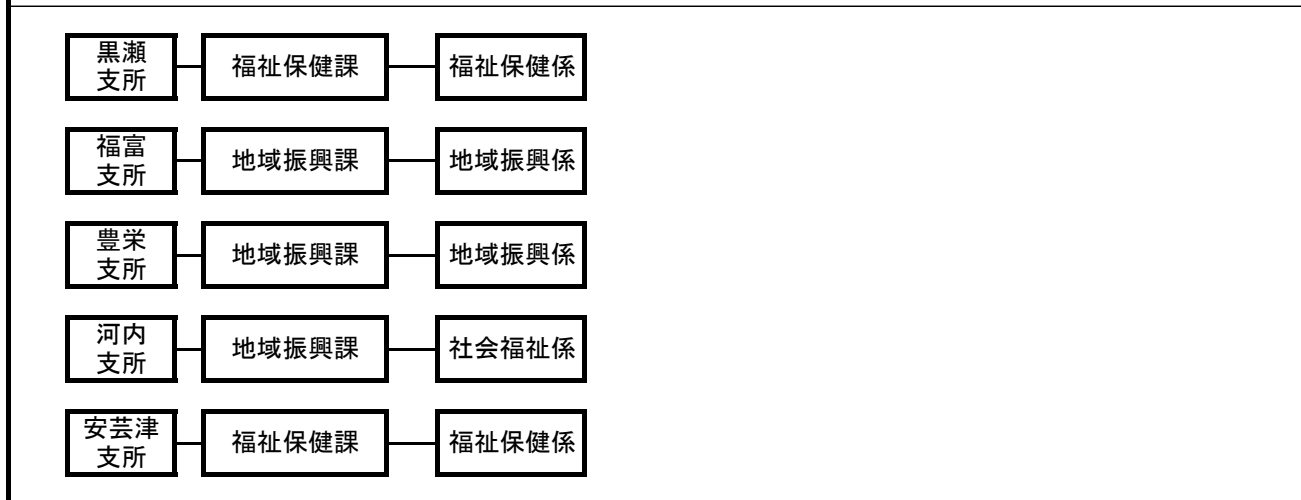 黒瀬
支所
福祉保健課
福祉保健係
福富
支所
地域振興課
地域振興係
豊栄
支所
地域振興課
地域振興係
河内
支所
地域振興課
社会福祉係
安芸津
支所
福祉保健課
福祉保健係